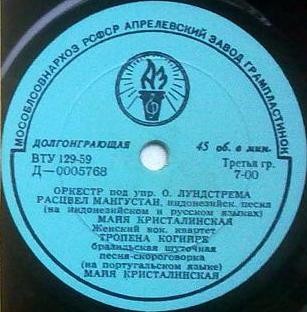 МОСОБЛСОВНАРХОЗ РСФСР АПРЕЛЕВСКИЙ ЗАВОД ГРАМПЛАСТИНОК
ДОЛГОИГРАЮЩАЯ 45 об. в мин.
ВТУ 129-59 Третья гр.
Д—0005768 7-00
ОРКЕСТР под упр. О. ЛУНДСТРЕМА
РАСЦВЕЛ МАНГУСТАН, индонезийск. песня
(на индонезийском и русском языках)
МАЙЯ КРИСТАЛИНСКАЯ
Женский вок. квартет
ТРОПЕНА КОГНИРЕ
бразильская шуточная
песня-скороговорка
(на португальском языке)
МАЙЯ КРИСТАЛИНСКАЯ